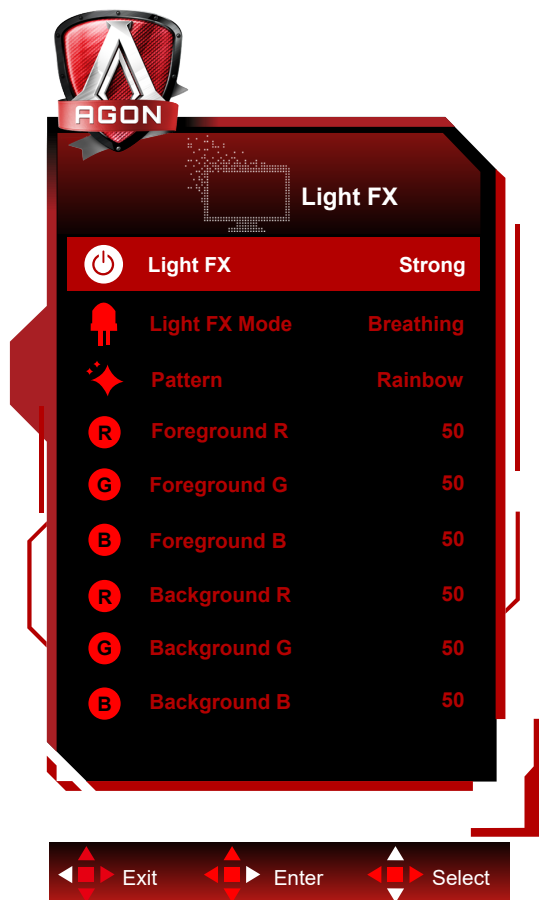 AGON
Light FX
Light FX Strong
Light FX Mode Breathing
Pattern Rainbow
R Foreground R 50
G Foreground G 50
B Foreground B 50
R Background R 50
G Background G 50
B Background B 50
Exit Enter Select